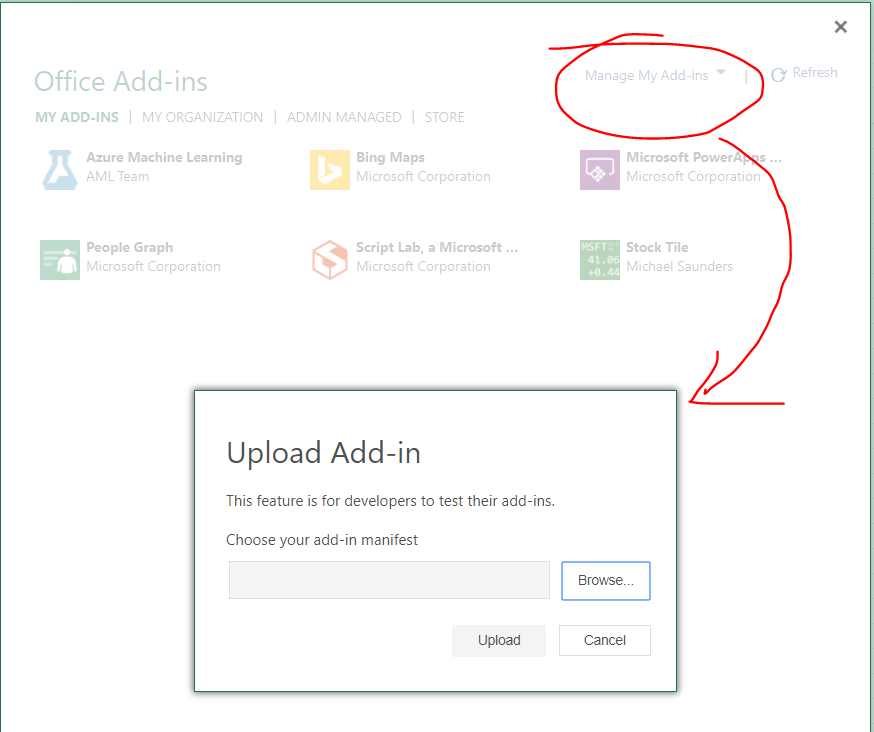 Office Add-ins
Manage My Add-ins | Refresh
MY ADD-INS | MY ORGANIZATION | ADMIN MANAGED | STORE
Azure Machine Learning
AML Team
Bing Maps
Microsoft Corporation
Microsoft PowerApps ...
Microsoft Corporation
People Graph
Microsoft Corporation
Script Lab, a Microsoft ...
Microsoft Corporation
MSFT:
41.06
+0.44
Stock Tile
Michael Saunders
Upload Add-in
This feature is for developers to test their add-ins.
Choose your add-in manifest
Browse...
Upload
Cancel